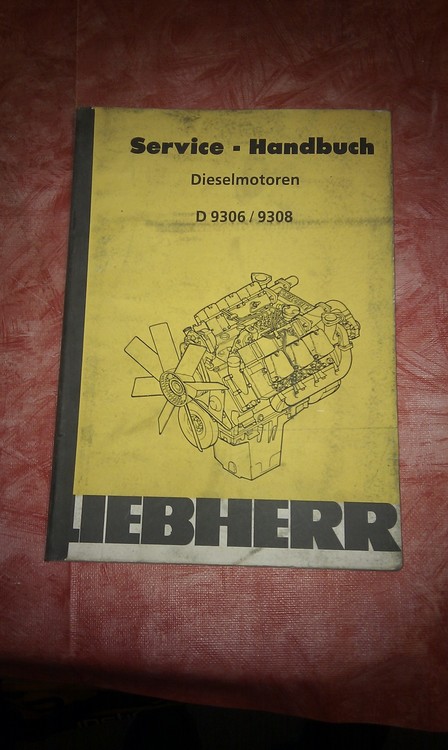 Service - Handbuch
Dieselmotoren
D 9306 / 9308
LIEBHERR